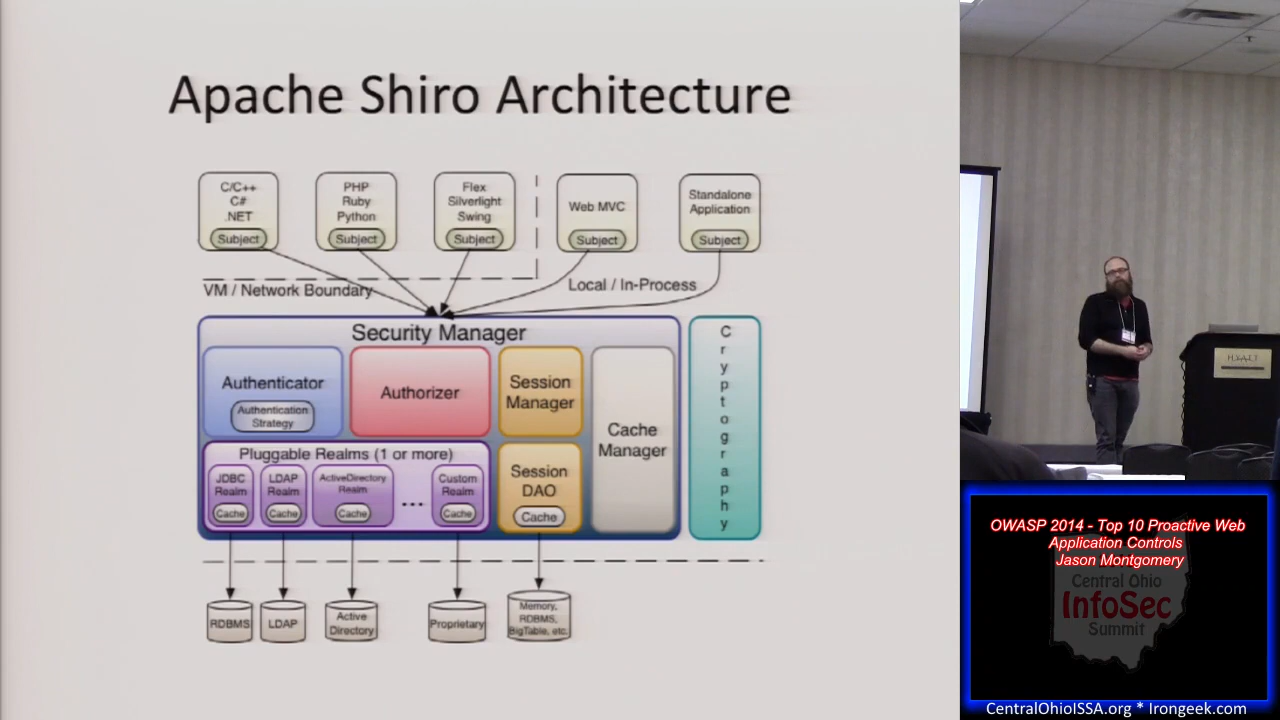 Apache Shiro Architecture
C/C++
C#
.NET
Subject
PHP
Ruby
Python
Subject
Flex
Silverlight
Swing
Subject
Web MVC
Subject
Standalone
Application
Subject
VM / Network Boundary
Local / In-Process
Security Manager
Authenticator
Authentication
Strategy
Authorizer
Session
Manager
Cache
Manager
Cryptography
Pluggable Realms (1 or more)
JDBC
Realm
Cache
LDAP
Realm
Cache
ActiveDirectory
Realm
Cache
...
Custom
Realm
Cache
Session
DAO
Cache
RDBMS
LDAP
Active
Directory
Proprietary
Memory,
RDBMS,
BigTable, etc.
HYATT
OWASP 2014 - Top 10 Proactive Web
Application Controls
Jason Montgomery
Central Ohio
InfoSec
Summit
CentralOhioISSA.org * Irongeek.com